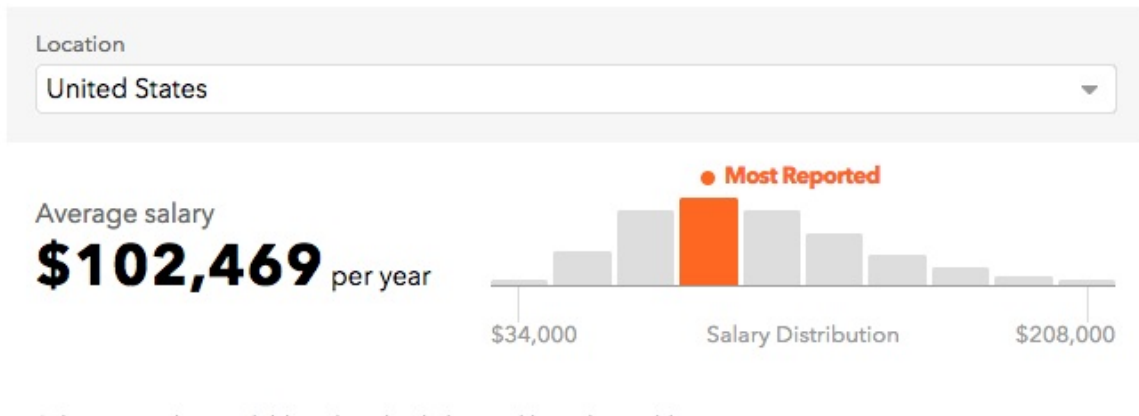 Location
United States
Average salary
$102,469 per year
Most Reported
$34,000
Salary Distribution
$208,000